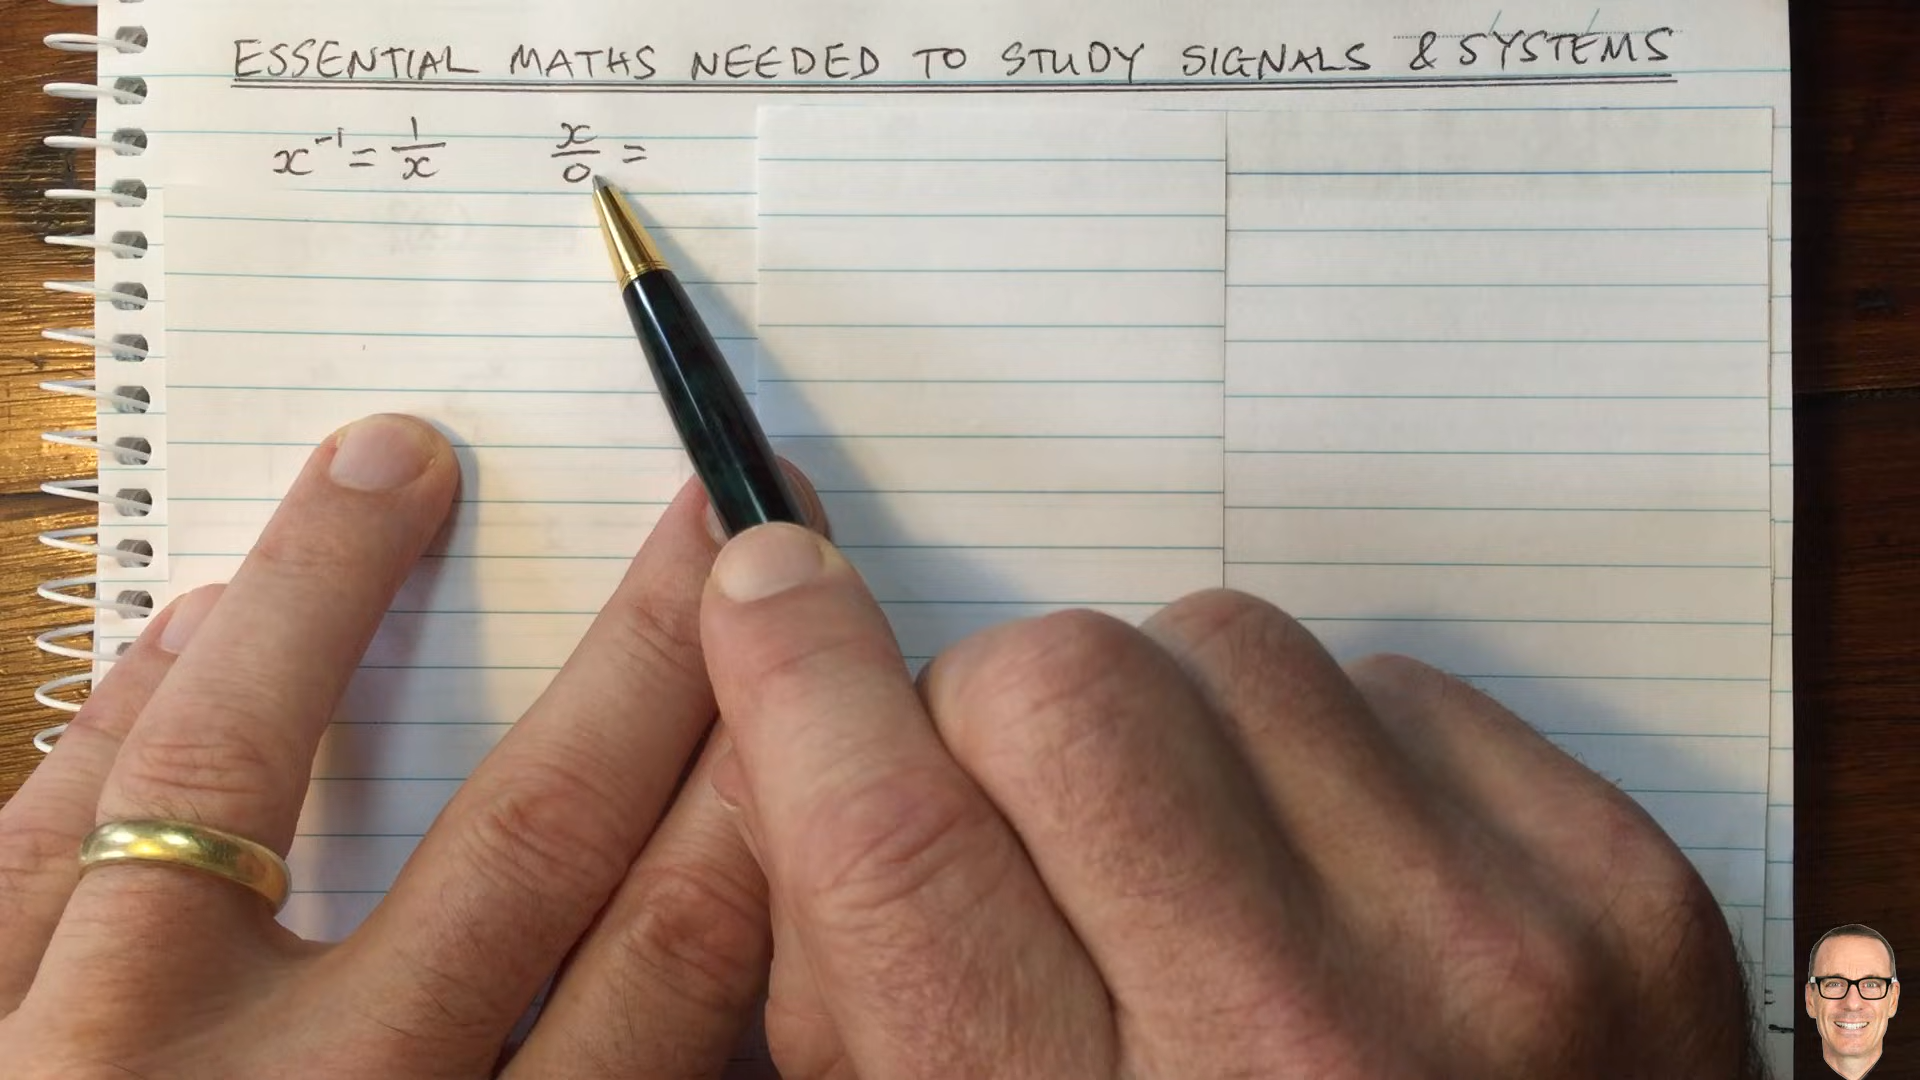 ESSENTIAL MATHS NEEDED TO STUDY SIGNALS & SYSTEMS
x⁻¹ = 1/x    x/0 =